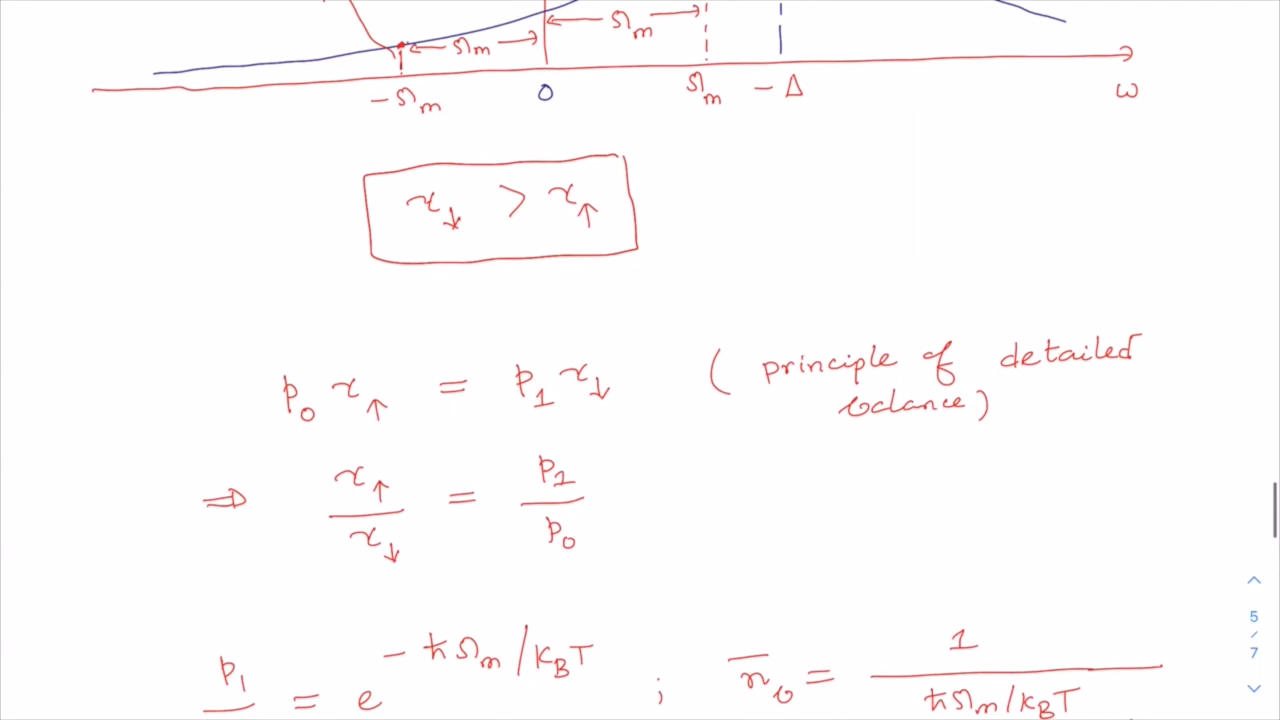 Ωm Ωm
-Ωm 0 Ωm -Δ ω
r↓ > r↑
p0 r↑ = p1 r↓ (principle of detailed
balance)
⇒ r↑/r↓ = p1/p0
p1/ = e^-ħΩm/kBT ; n̄0 = 1/ħΩm/kBT
5
/
7